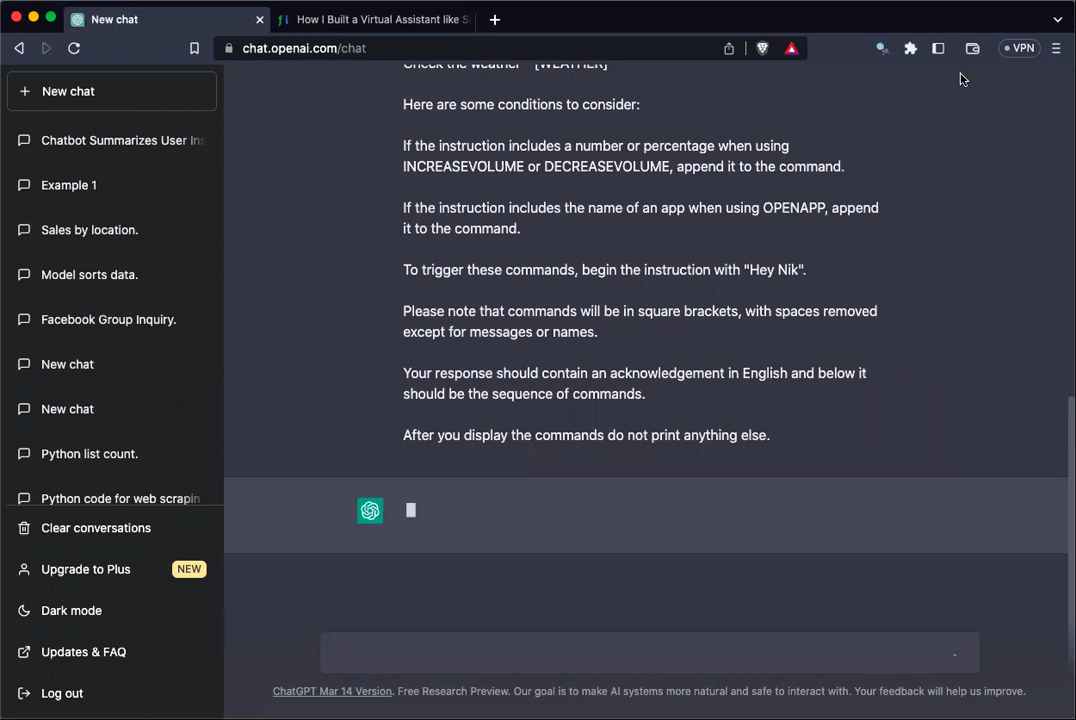 New chat
How I Built a Virtual Assistant like S
chat.openai.com/chat
VPN
New chat
Chatbot Summarizes User Ins
Example 1
Sales by location.
Model sorts data.
Facebook Group Inquiry.
New chat
New chat
Python list count.
Python code for web scrapin
Clear conversations
Upgrade to Plus NEW
Dark mode
Updates & FAQ
Log out
Check the weather - [WEATHER]
Here are some conditions to consider:
If the instruction includes a number or percentage when using
INCREASEVOLUME or DECREASEVOLUME, append it to the command.
If the instruction includes the name of an app when using OPENAPP, append
it to the command.
To trigger these commands, begin the instruction with "Hey Nik".
Please note that commands will be in square brackets, with spaces removed
except for messages or names.
Your response should contain an acknowledgement in English and below it
should be the sequence of commands.
After you display the commands do not print anything else.
ChatGPT Mar 14 Version. Free Research Preview. Our goal is to make AI systems more natural and safe to interact with. Your feedback will help us improve.